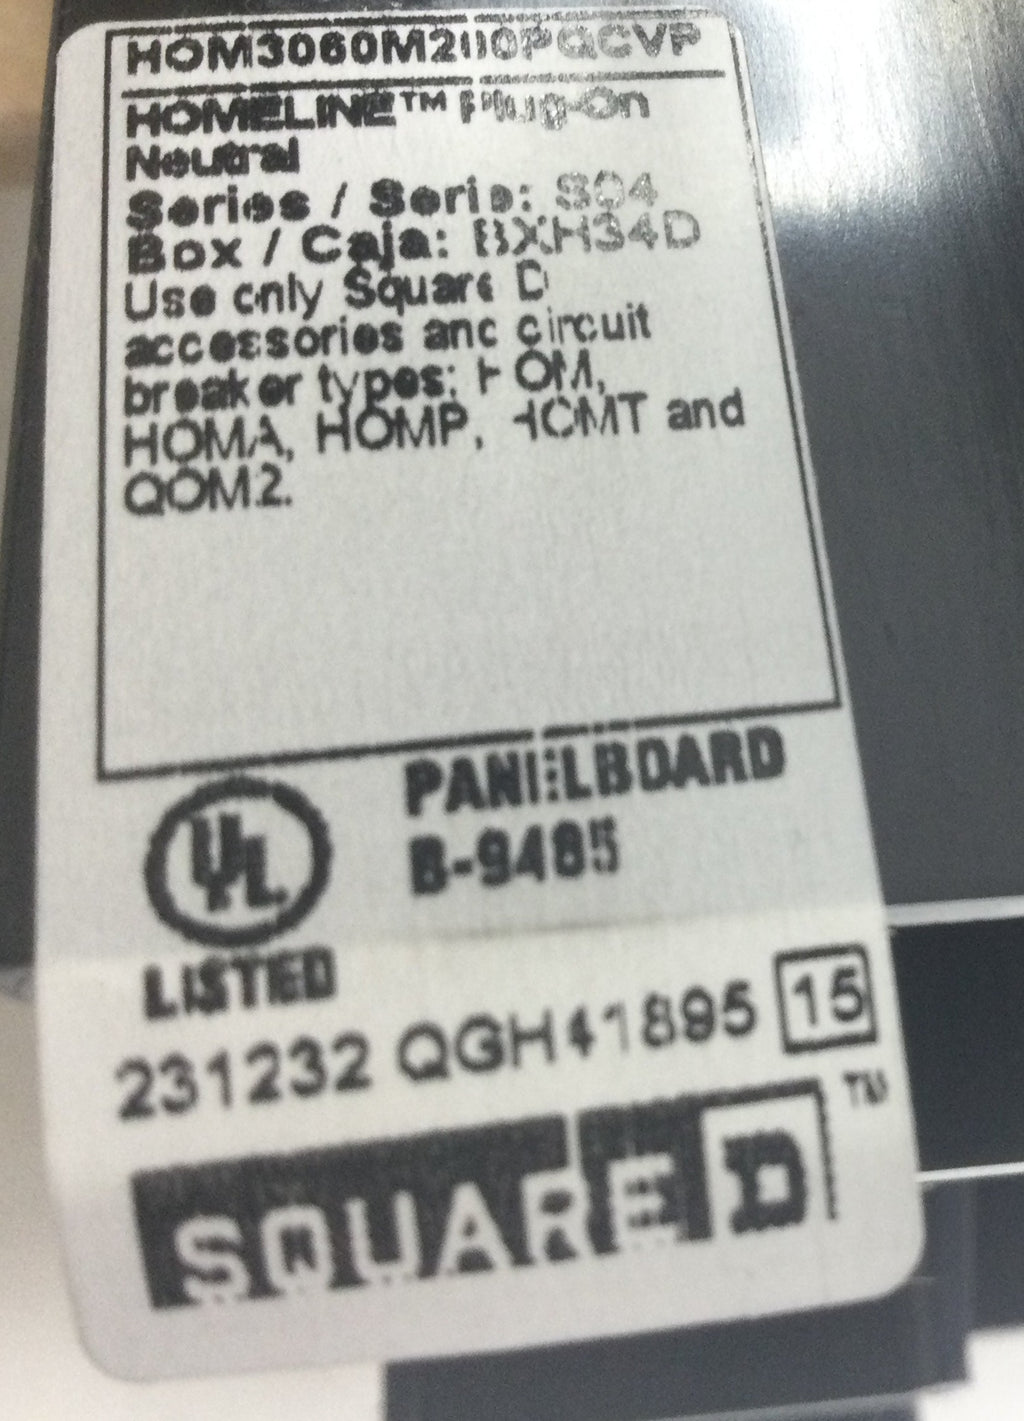 HOM3060M200PQCVP
HOMELINE™ Plug-On
Neutral
Series / Serie: S04
Box / Caja: BXH34D
Use only Square D
accessories and circuit
breaker types: HOM,
HOMA, HOMP, HOMT and
QOM2.
PANELBOARD
B-9485
UL
LISTED
231232 QGH41895 15
SQUARE D TM